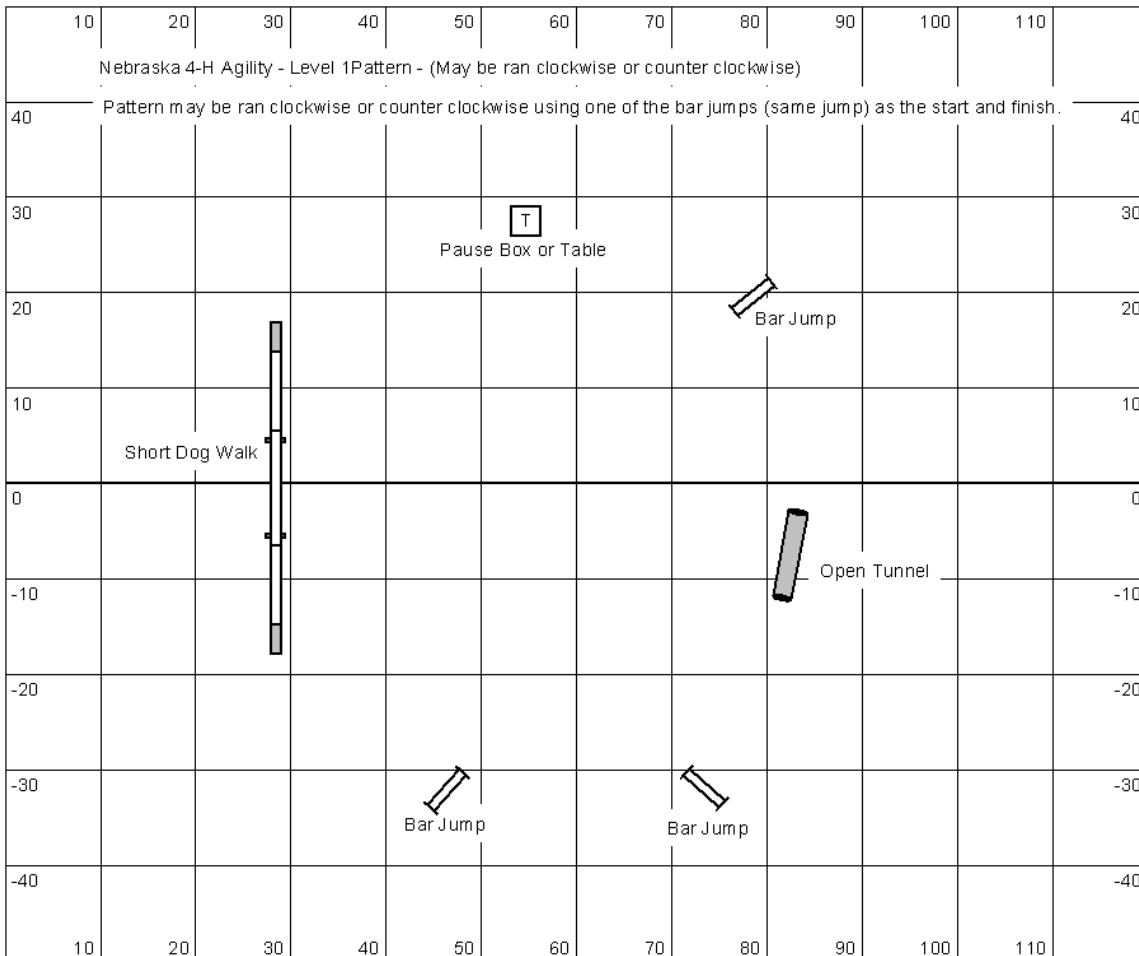 10 20 30 40 50 60 70 80 90 100 110
Nebraska 4-H Agility - Level 1Pattern - (May be ran clockwise or counter clockwise)
Pattern may be ran clockwise or counter clockwise using one of the bar jumps (same jump) as the start and finish.
40 40
30 30
T
Pause Box or Table
20 20
Bar Jump
10 10
Short Dog Walk
0 0
Open Tunnel
-10 -10
-20 -20
-30 -30
Bar Jump Bar Jump
-40 -40
10 20 30 40 50 60 70 80 90 100 110